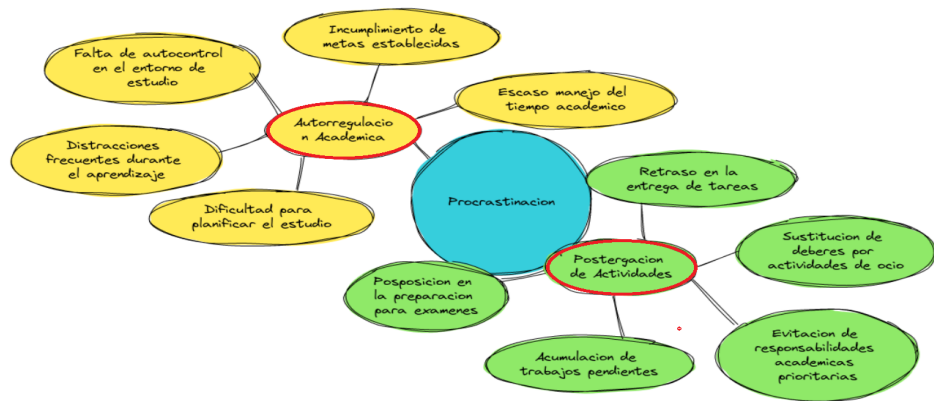 Incumplimiento de
metas establecidas
Falta de autocontrol
en el entorno de
estudio
Escaso manejo del
tiempo academico
Autorregulacio
n Academica
Distracciones
frecuentes durante
el aprendizaje
Dificultad para
planificar el estudio
Procrastinacion
Retraso en la
entrega de tareas
Sustitucion de
deberes por
actividades de ocio
Postergacion
de Actividades
Posposicion en
la preparacion
para examenes
Acumulacion de
trabajos pendientes
Evitacion de
responsabilidades
academicas
prioritarias